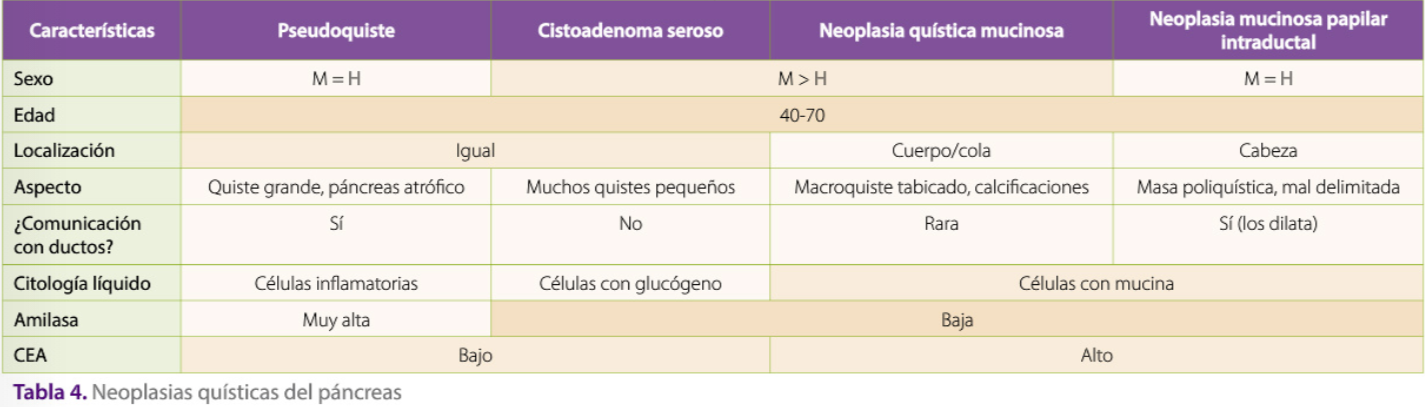 Características Pseudoquiste Cistoadenoma seroso Neoplasia quística mucinosa Neoplasia mucinosa papilar
intraductal
Sexo M = H M > H M = H
Edad 40-70
Localización Igual Cuerpo/cola Cabeza
Aspecto Quiste grande, páncreas atrófico Muchos quistes pequeños Macroquiste tabicado, calcificaciones Masa poliquística, mal delimitada
¿Comunicación Sí No Rara Sí (los dilata)
con ductos?
Citología líquido Células inflamatorias Células con glucógeno Células con mucina
Amilasa Muy alta Baja
CEA Bajo Alto
Tabla 4. Neoplasias quísticas del páncreas